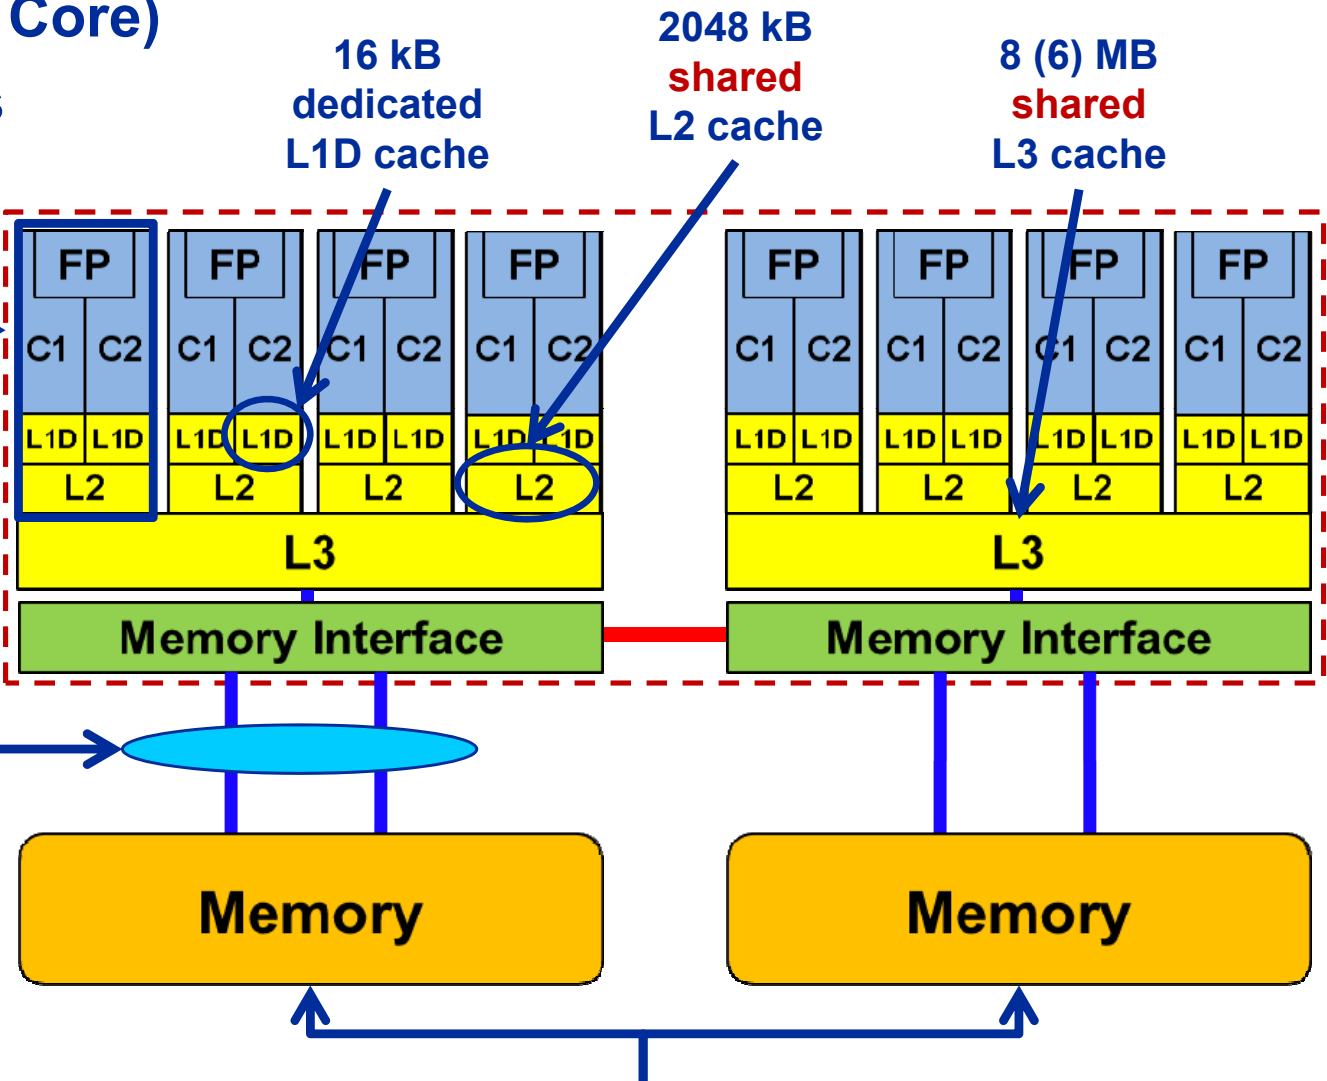 Core)
s
16 kB
dedicated
L1D cache
2048 kB
shared
L2 cache
8 (6) MB
shared
L3 cache
FP FP FP FP FP FP FP FP
C1 C2 C1 C2 C1 C2 C1 C2 C1 C2 C1 C2 C1 C2 C1 C2
L1D L1D L1D L1D L1D L1D L1D L1D L1D L1D L1D L1D L1D L1D L1D L1D
L2 L2 L2 L2 L2 L2 L2 L2
L3 L3
Memory Interface Memory Interface
Memory Memory